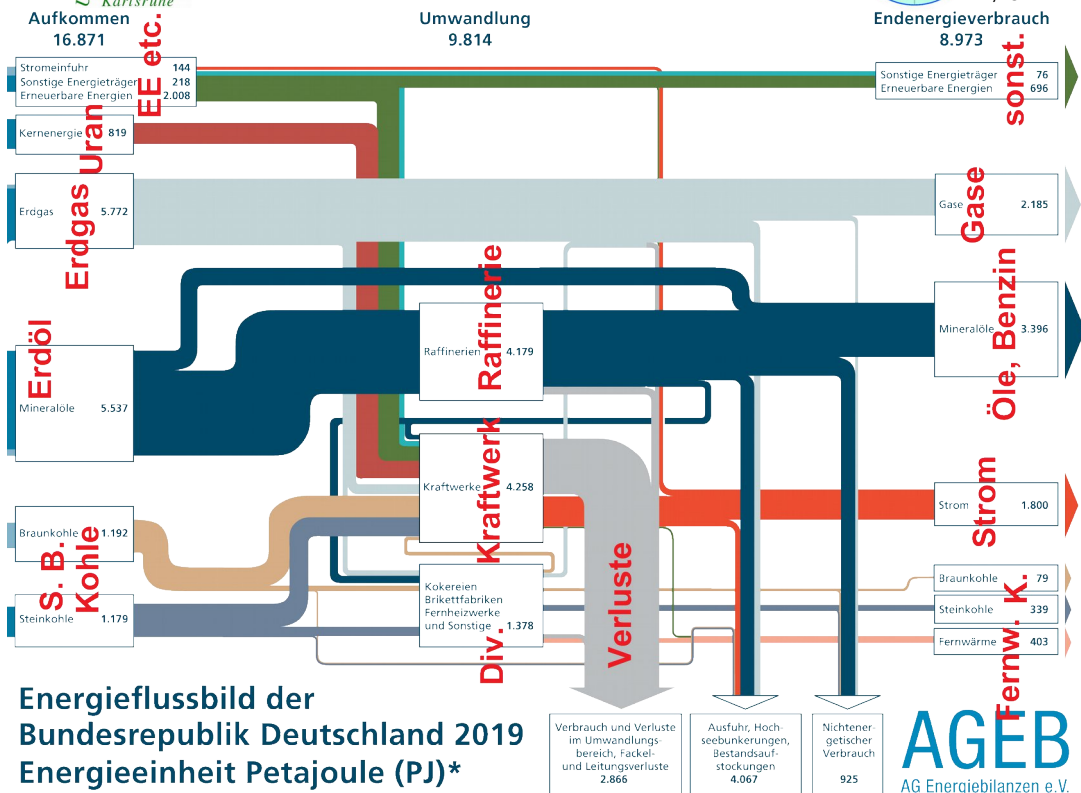 Karlsruhe
Aufkommen
16.871
Umwandlung
9.814
Endenergieverbrauch
8.973
Stromeinfuhr 144
Sonstige Energieträger 218
Erneuerbare Energien 2.008
EE etc.
Kernenergie 819
Uran
Erdgas 5.772
Erdgas
Erdöl
Mineralöle 5.537
Braunkohle 1.192
S. B.
Kohle
Steinkohle 1.179
Raffinerien 4.179
Raffinerie
Kraftwerke 4.258
Kraftwerk
Kokereien
Brikettfabriken
Fernheizwerke
und Sonstige 1.378
Div.
Verluste
Sonstige Energieträger 76
Erneuerbare Energien 696
sonst.
Gase 2.185
Gase
Mineralöle 3.396
Öle, Benzin
Strom 1.800
Strom
Braunkohle 79
Steinkohle 339
Fernwärme 403
Fernw. K.
Energieflussbild der
Bundesrepublik Deutschland 2019
Energieeinheit Petajoule (PJ)*
Verbrauch und Verluste
im Umwandlungs-
bereich, Fackel-
und Leitungsverluste
2.866
Ausfuhr, Hoch-
seebunkerungen,
Bestandsauf-
stockungen
4.067
Nichtener-
getischer
Verbrauch
925
AGEB
AG Energiebilanzen e.V.